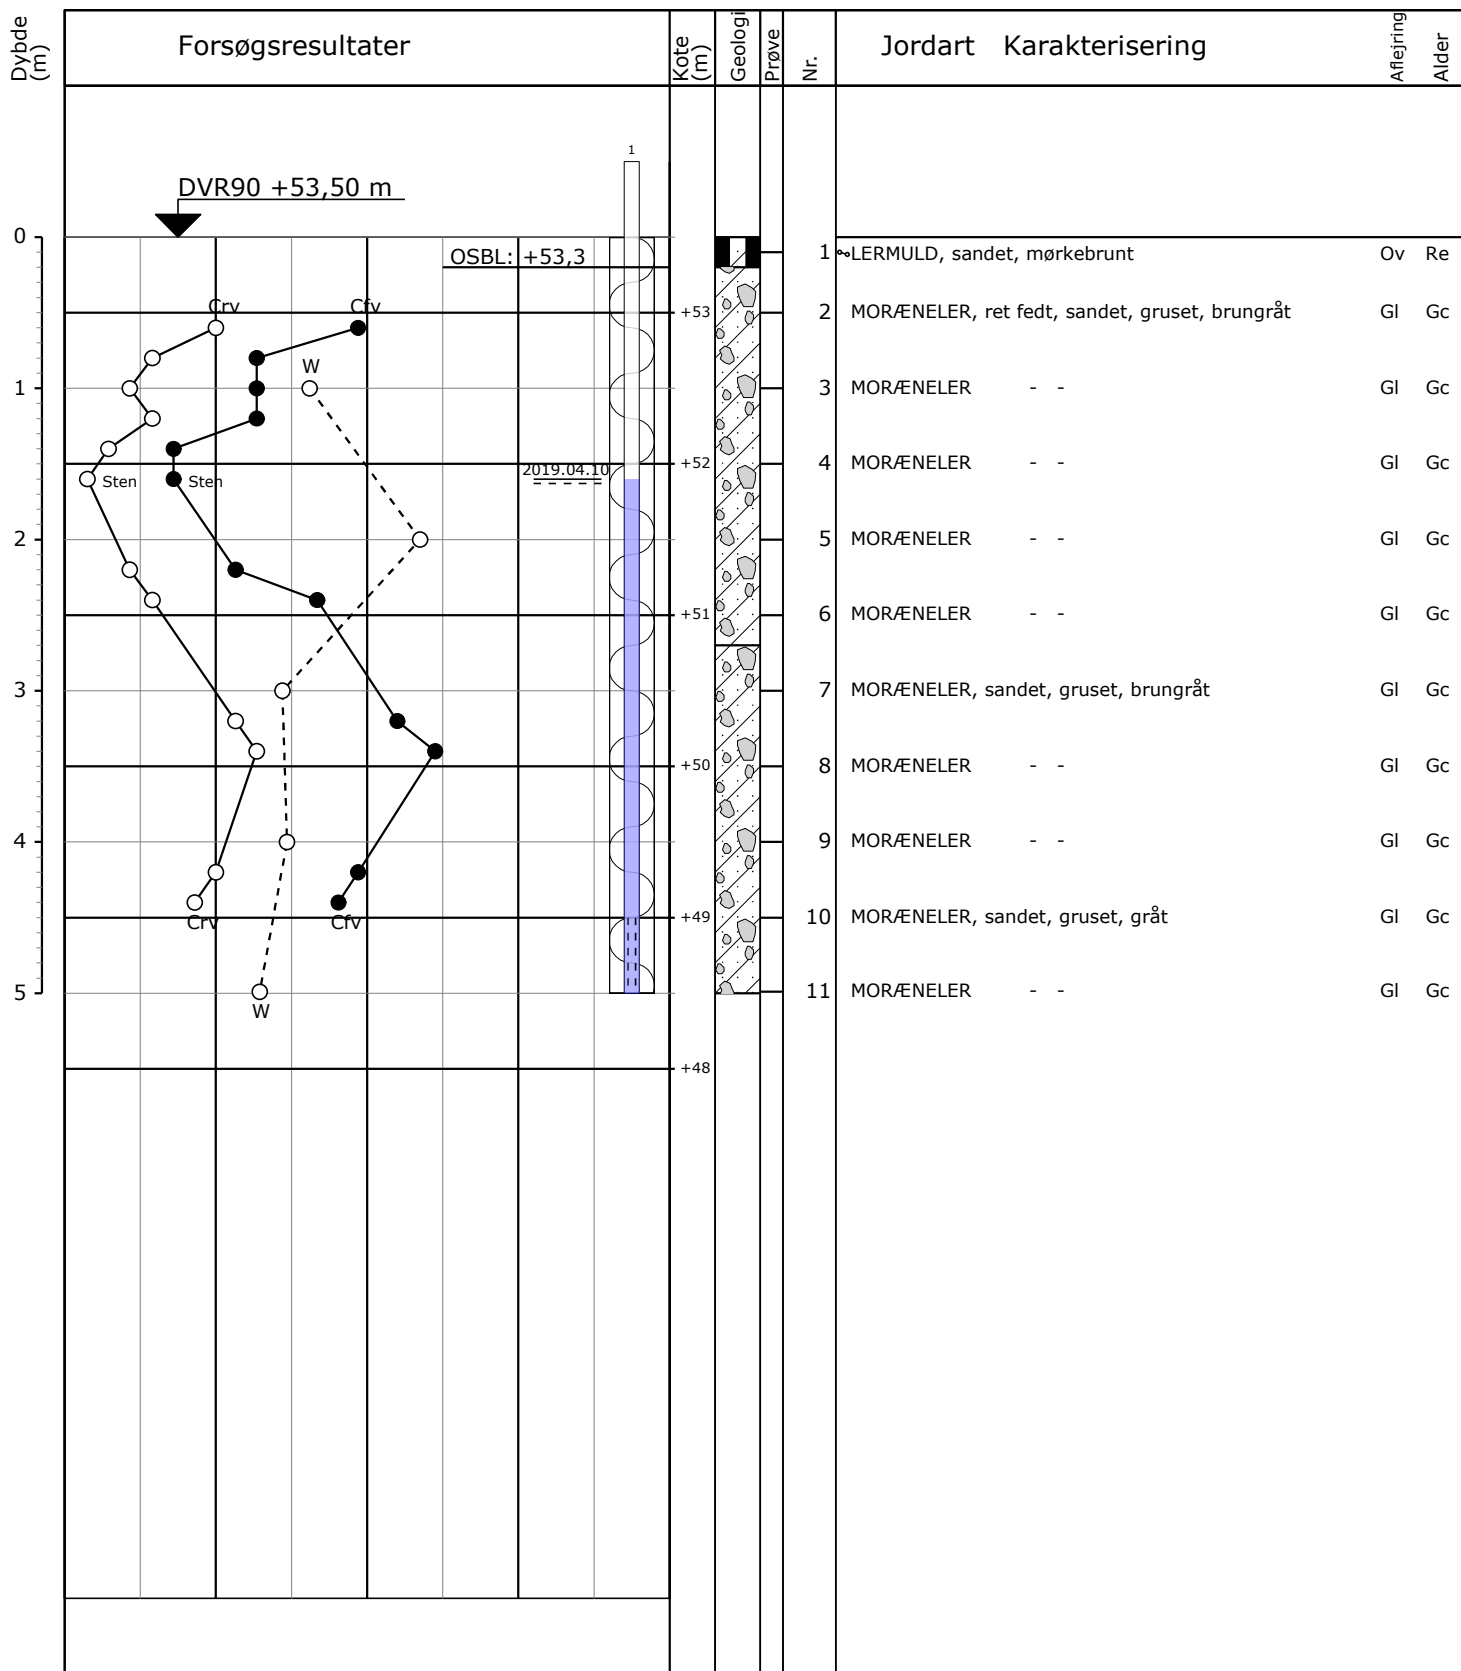 Dybde (m) Forsøgsresultater Kote (m) Geologi Prøve Nr. Jordart Karakterisering Aflejring Alder
1
DVR90 +53,50 m
0
OSBL: +53,3
1 LERMULD, sandet, mørkebrunt Ov Re
Crv Cfv
+53 2 MORÆNELER, ret fedt, sandet, gruset, brungråt Gl Gc
W
1 3 MORÆNELER - - Gl Gc
+52 4 MORÆNELER - - Gl Gc
2019.04.10
Sten Sten
2 5 MORÆNELER - - Gl Gc
+51 6 MORÆNELER - - Gl Gc
3 7 MORÆNELER, sandet, gruset, brungråt Gl Gc
+50 8 MORÆNELER - - Gl Gc
4 9 MORÆNELER - - Gl Gc
Crv Cfv +49 10 MORÆNELER, sandet, gruset, gråt Gl Gc
5 11 MORÆNELER - - Gl Gc
W
+48